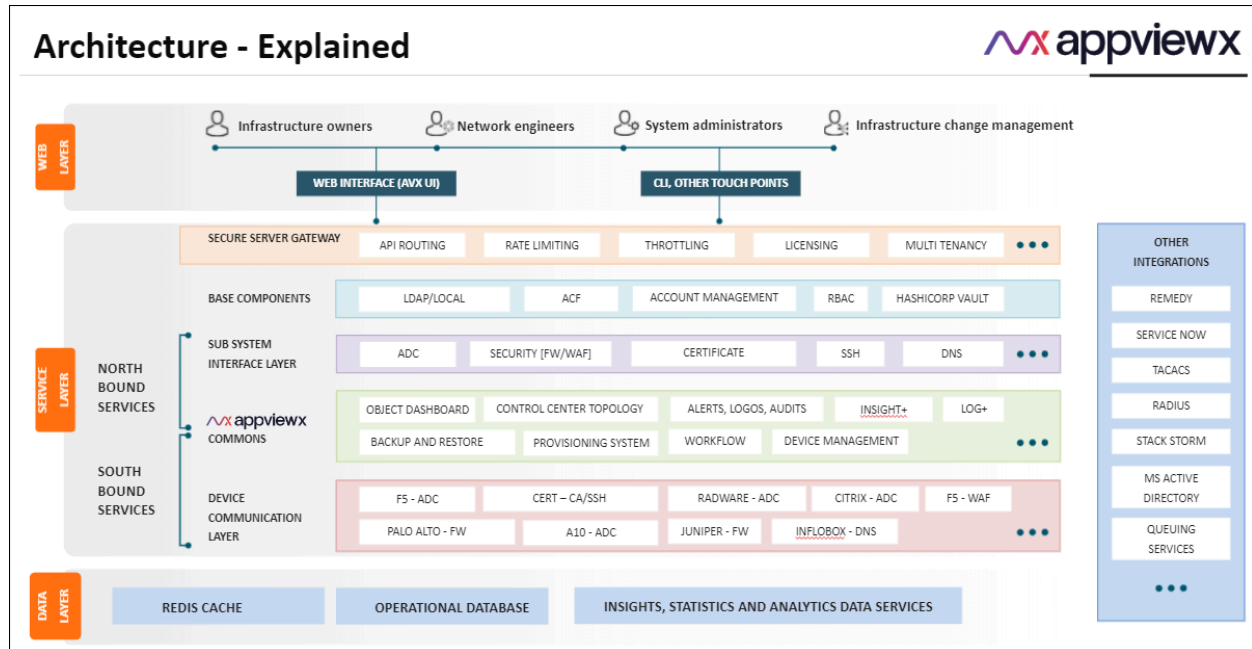 Architecture - Explained
appviewx
WEB
LAYER
Infrastructure owners
Network engineers
System administrators
Infrastructure change management
WEB INTERFACE (AVX UI)
CLI, OTHER TOUCH POINTS
SERVICE
LAYER
NORTH
BOUND
SERVICES
SOUTH
BOUND
SERVICES
SECURE SERVER GATEWAY
API ROUTING
RATE LIMITING
THROTTLING
LICENSING
MULTI TENANCY
BASE COMPONENTS
LDAP/LOCAL
ACF
ACCOUNT MANAGEMENT
RBAC
HASHICORP VAULT
SUB SYSTEM
INTERFACE LAYER
ADC
SECURITY [FW/WAF]
CERTIFICATE
SSH
DNS
appviewx
COMMONS
OBJECT DASHBOARD
CONTROL CENTER TOPOLOGY
ALERTS, LOGOS, AUDITS
INSIGHT+
LOG+
BACKUP AND RESTORE
PROVISIONING SYSTEM
WORKFLOW
DEVICE MANAGEMENT
DEVICE
COMMUNICATION
LAYER
F5 - ADC
CERT – CA/SSH
RADWARE - ADC
CITRIX - ADC
F5 - WAF
PALO ALTO - FW
A10 - ADC
JUNIPER - FW
INFLOBOX - DNS
OTHER
INTEGRATIONS
REMEDY
SERVICE NOW
TACACS
RADIUS
STACK STORM
MS ACTIVE
DIRECTORY
QUEUING
SERVICES
DATA
LAYER
REDIS CACHE
OPERATIONAL DATABASE
INSIGHTS, STATISTICS AND ANALYTICS DATA SERVICES